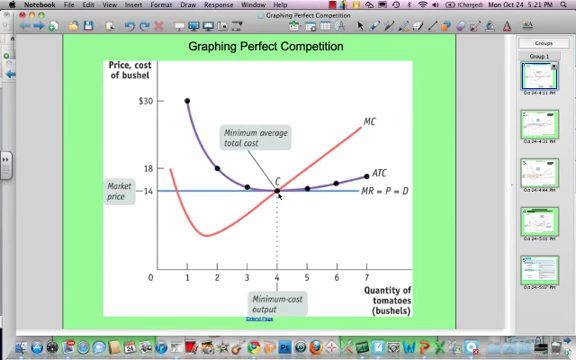 Notebook File Edit View Insert Format Draw Window Help
(Charged) Mon Oct 24 5:21 PM
Graphing Perfect Competition
Groups
Group 1
Graphing Perfect Competition
Price, cost
of bushel
$30
18
14
Market
price
Minimum average
total cost
MC
ATC
C
MR = P = D
0 1 2 3 4 5 6 7
Minimum-cost
output
Quantity of
tomatoes
(bushels)
Extend Page